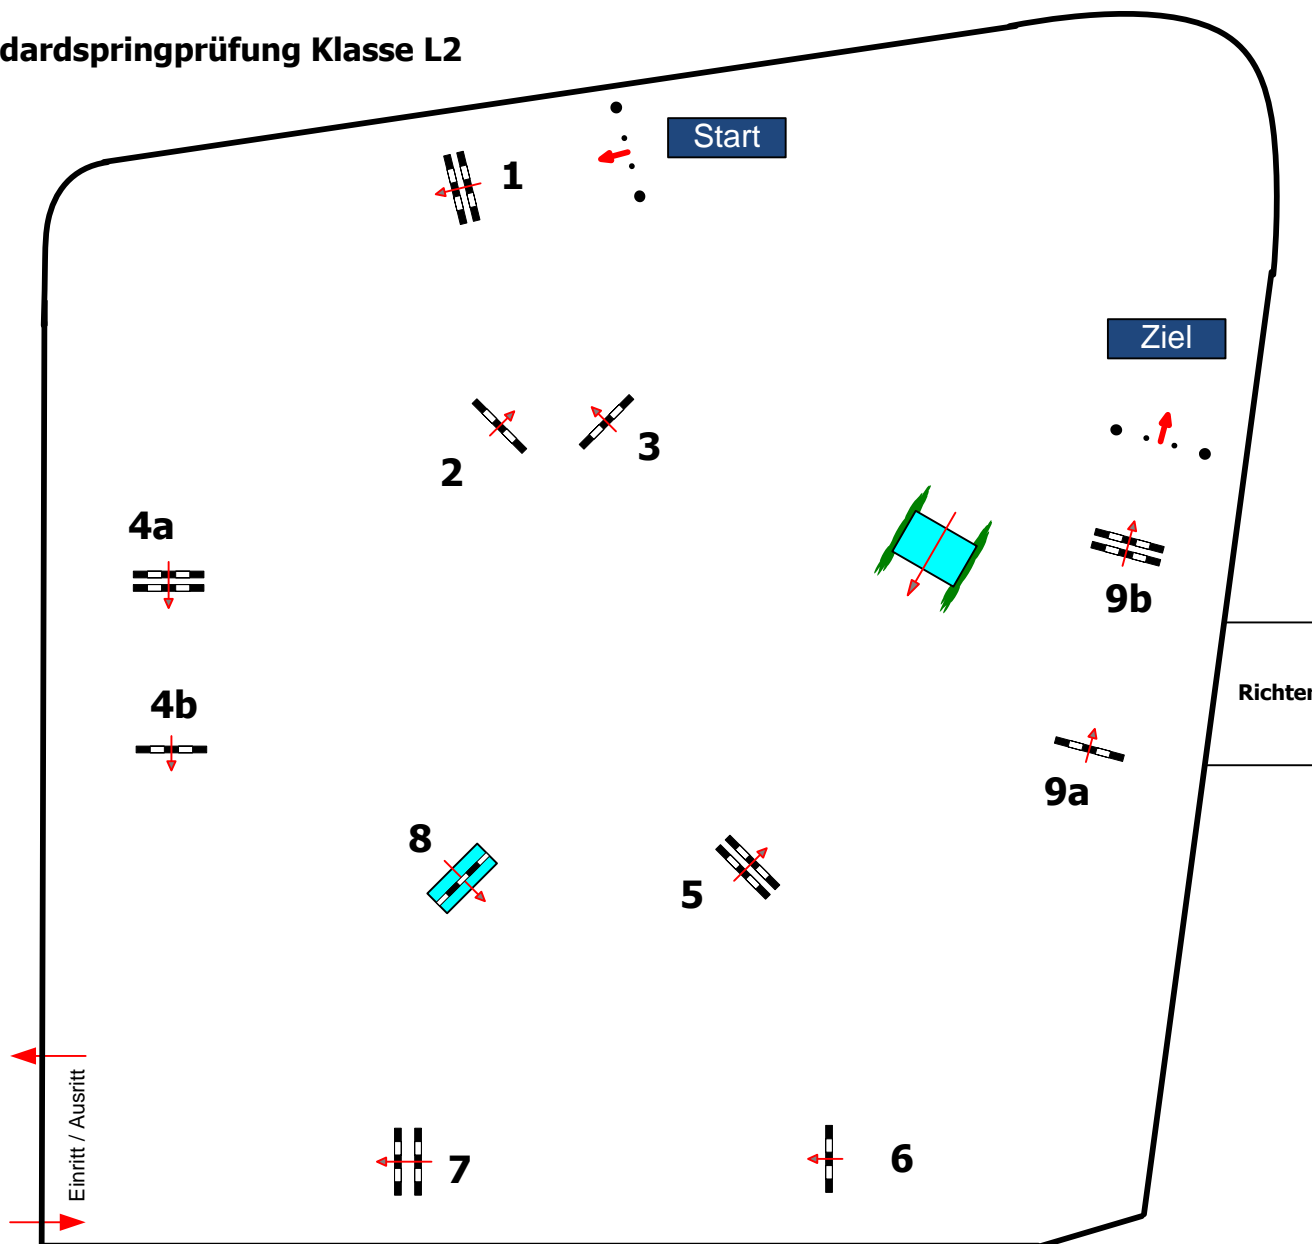 dardspringprüfung Klasse L2
Start
1
Ziel
2
3
4a
9b
4b
Richter
9a
8
5
Einritt / Ausritt
7
6